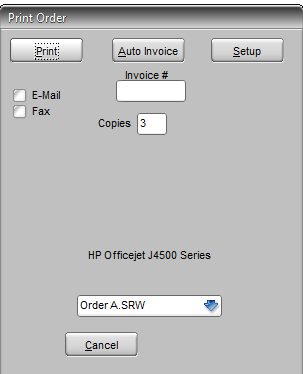 Print Order
Print Auto Invoice Setup
Invoice #
E-Mail
Fax
Copies 3
HP Officejet J4500 Series
Order A.SRW
Cancel